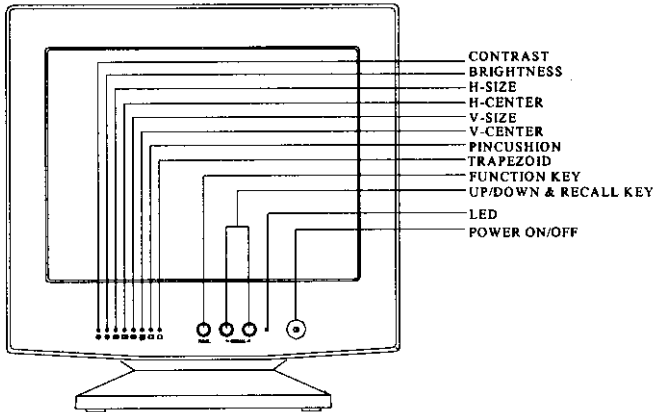 CONTRAST
BRIGHTNESS
H-SIZE
H-CENTER
V-SIZE
V-CENTER
PINCUSHION
TRAPEZOID
FUNCTION KEY
UP/DOWN & RECALL KEY
LED
POWER ON/OFF